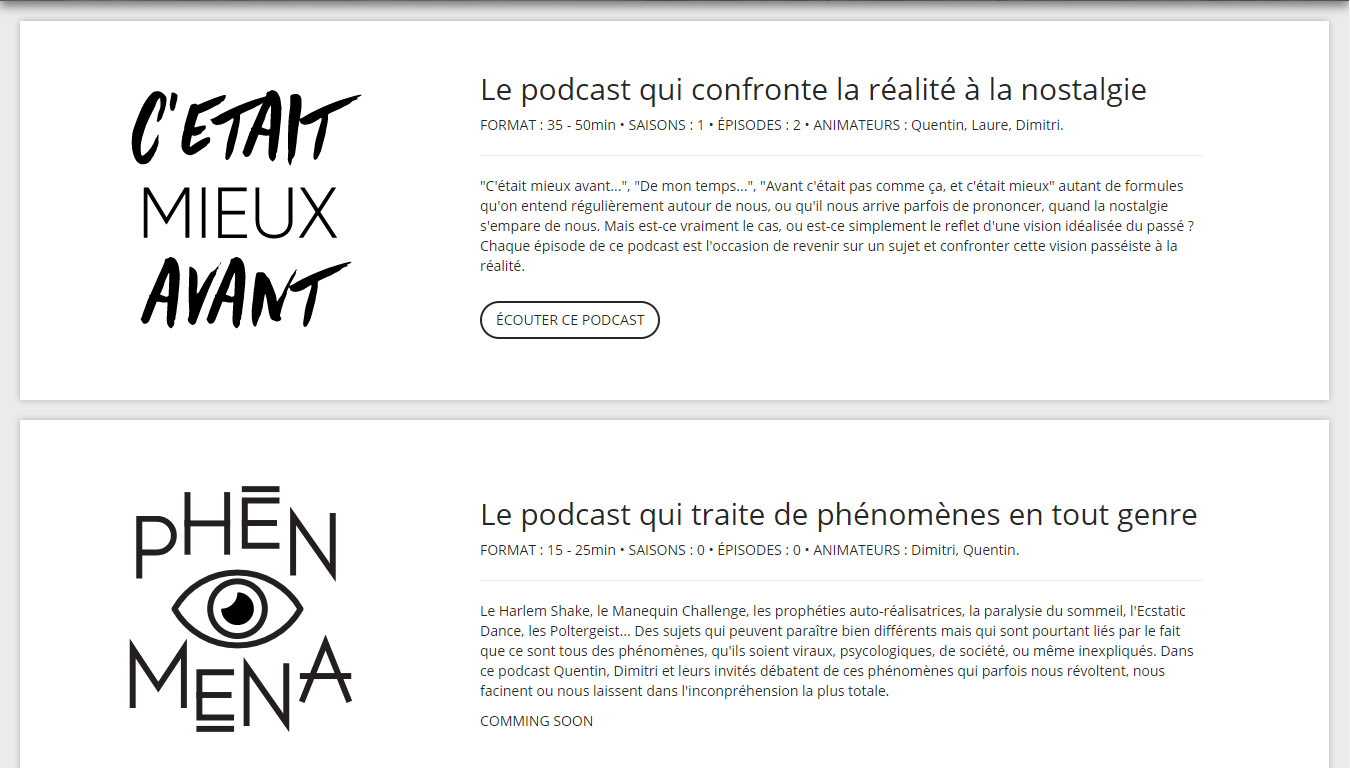 C'ETAIT
MIEUX
AVANT
Le podcast qui confronte la réalité à la nostalgie
FORMAT : 35 - 50min • SAISONS : 1 • ÉPISODES : 2 • ANIMATEURS : Quentin, Laure, Dimitri.
"C'était mieux avant...", "De mon temps...", "Avant c'était pas comme ça, et c'était mieux" autant de formules
qu'on entend régulièrement autour de nous, ou qu'il nous arrive parfois de prononcer, quand la nostalgie
s'empare de nous. Mais est-ce vraiment le cas, ou est-ce simplement le reflet d'une vision idéalisée du passé ?
Chaque épisode de ce podcast est l'occasion de revenir sur un sujet et confronter cette vision passéiste à la
réalité.
ÉCOUTER CE PODCAST
PHEN
MENA
Le podcast qui traite de phénomènes en tout genre
FORMAT : 15 - 25min • SAISONS : 0 • ÉPISODES : 0 • ANIMATEURS : Dimitri, Quentin.
Le Harlem Shake, le Manequin Challenge, les prophéties auto-réalisatrices, la paralysie du sommeil, l'Ecstatic
Dance, les Poltergeist... Des sujets qui peuvent paraître bien différents mais qui sont pourtant liés par le fait
que ce sont tous des phénomènes, qu'ils soient viraux, psycologiques, de société, ou même inexpliqués. Dans
ce podcast Quentin, Dimitri et leurs invités débatent de ces phénomènes qui parfois nous révoltent, nous
facinent ou nous laissent dans l'inconpréhension la plus totale.
COMMING SOON